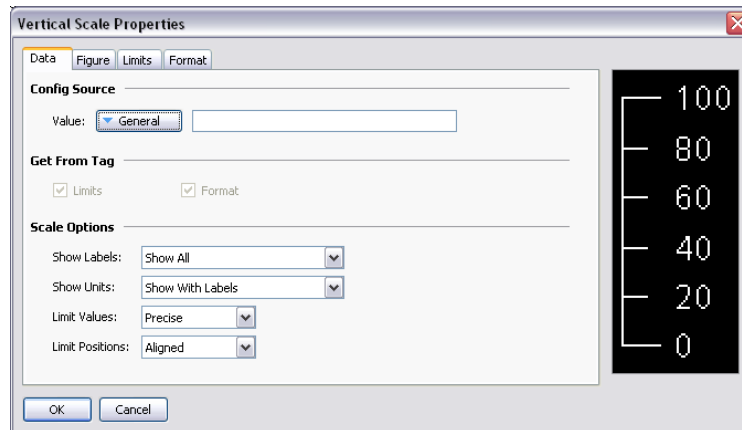 Vertical Scale Properties
Data Figure Limits Format
Config Source
Value: General
Get From Tag
Limits Format
Scale Options
Show Labels: Show All
Show Units: Show With Labels
Limit Values: Precise
Limit Positions: Aligned
OK Cancel
100
80
60
40
20
0